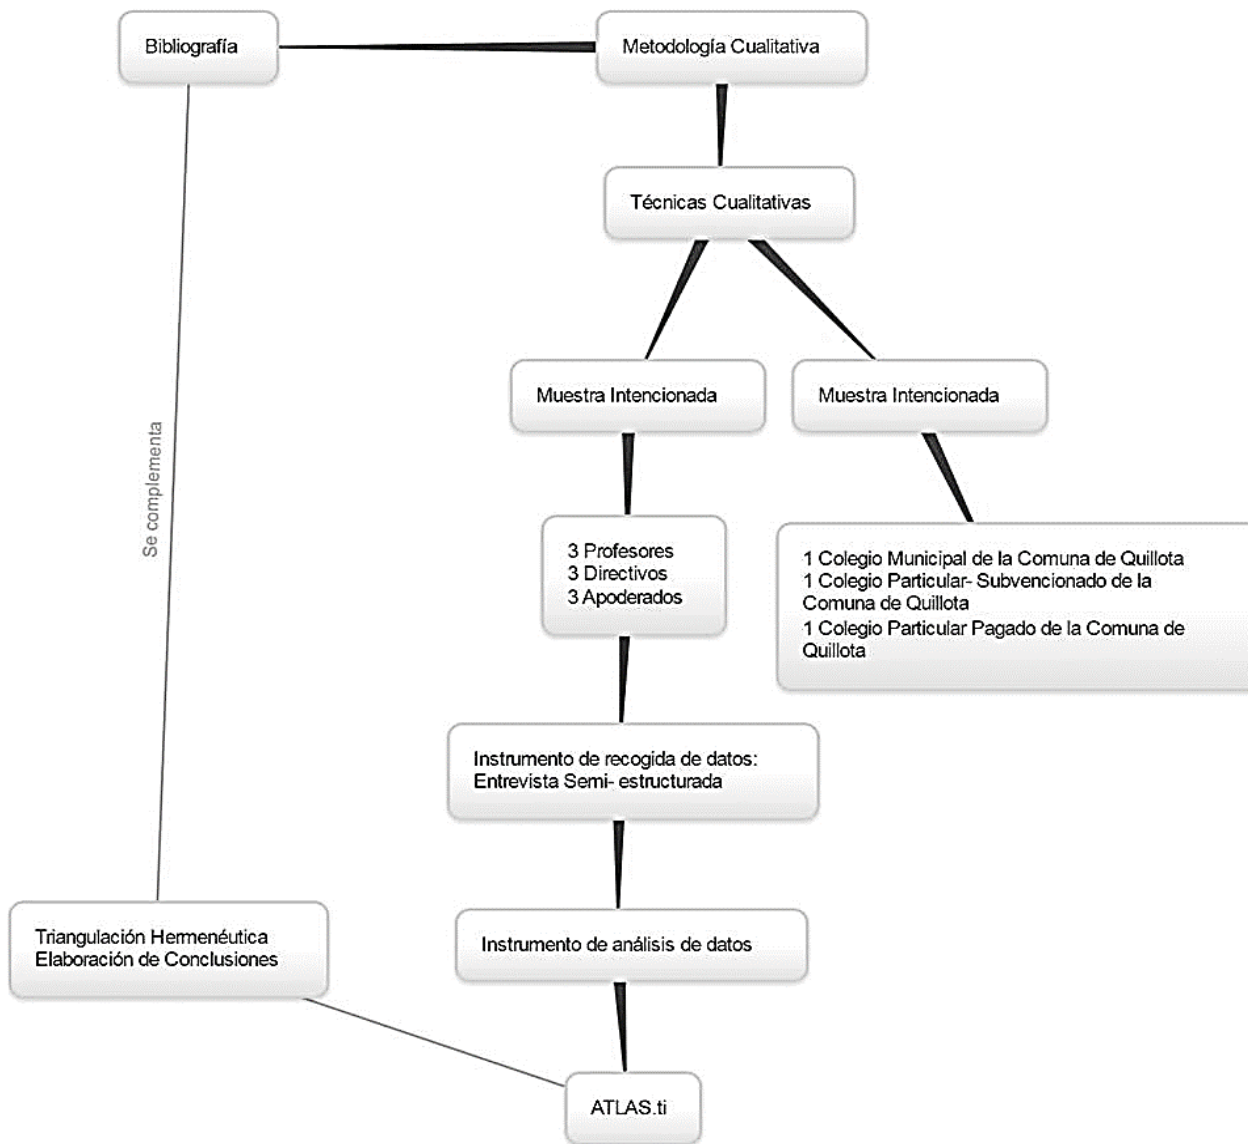 Bibliografía
Metodología Cualitativa
Técnicas Cualitativas
Muestra Intencionada
Muestra Intencionada
3 Profesores
3 Directivos
3 Apoderados
1 Colegio Municipal de la Comuna de Quillota
1 Colegio Particular- Subvencionado de la
Comuna de Quillota
1 Colegio Particular Pagado de la Comuna de
Quillota
Se complementa
Instrumento de recogida de datos:
Entrevista Semi- estructurada
Triangulación Hermenéutica
Elaboración de Conclusiones
Instrumento de análisis de datos
ATLAS.ti